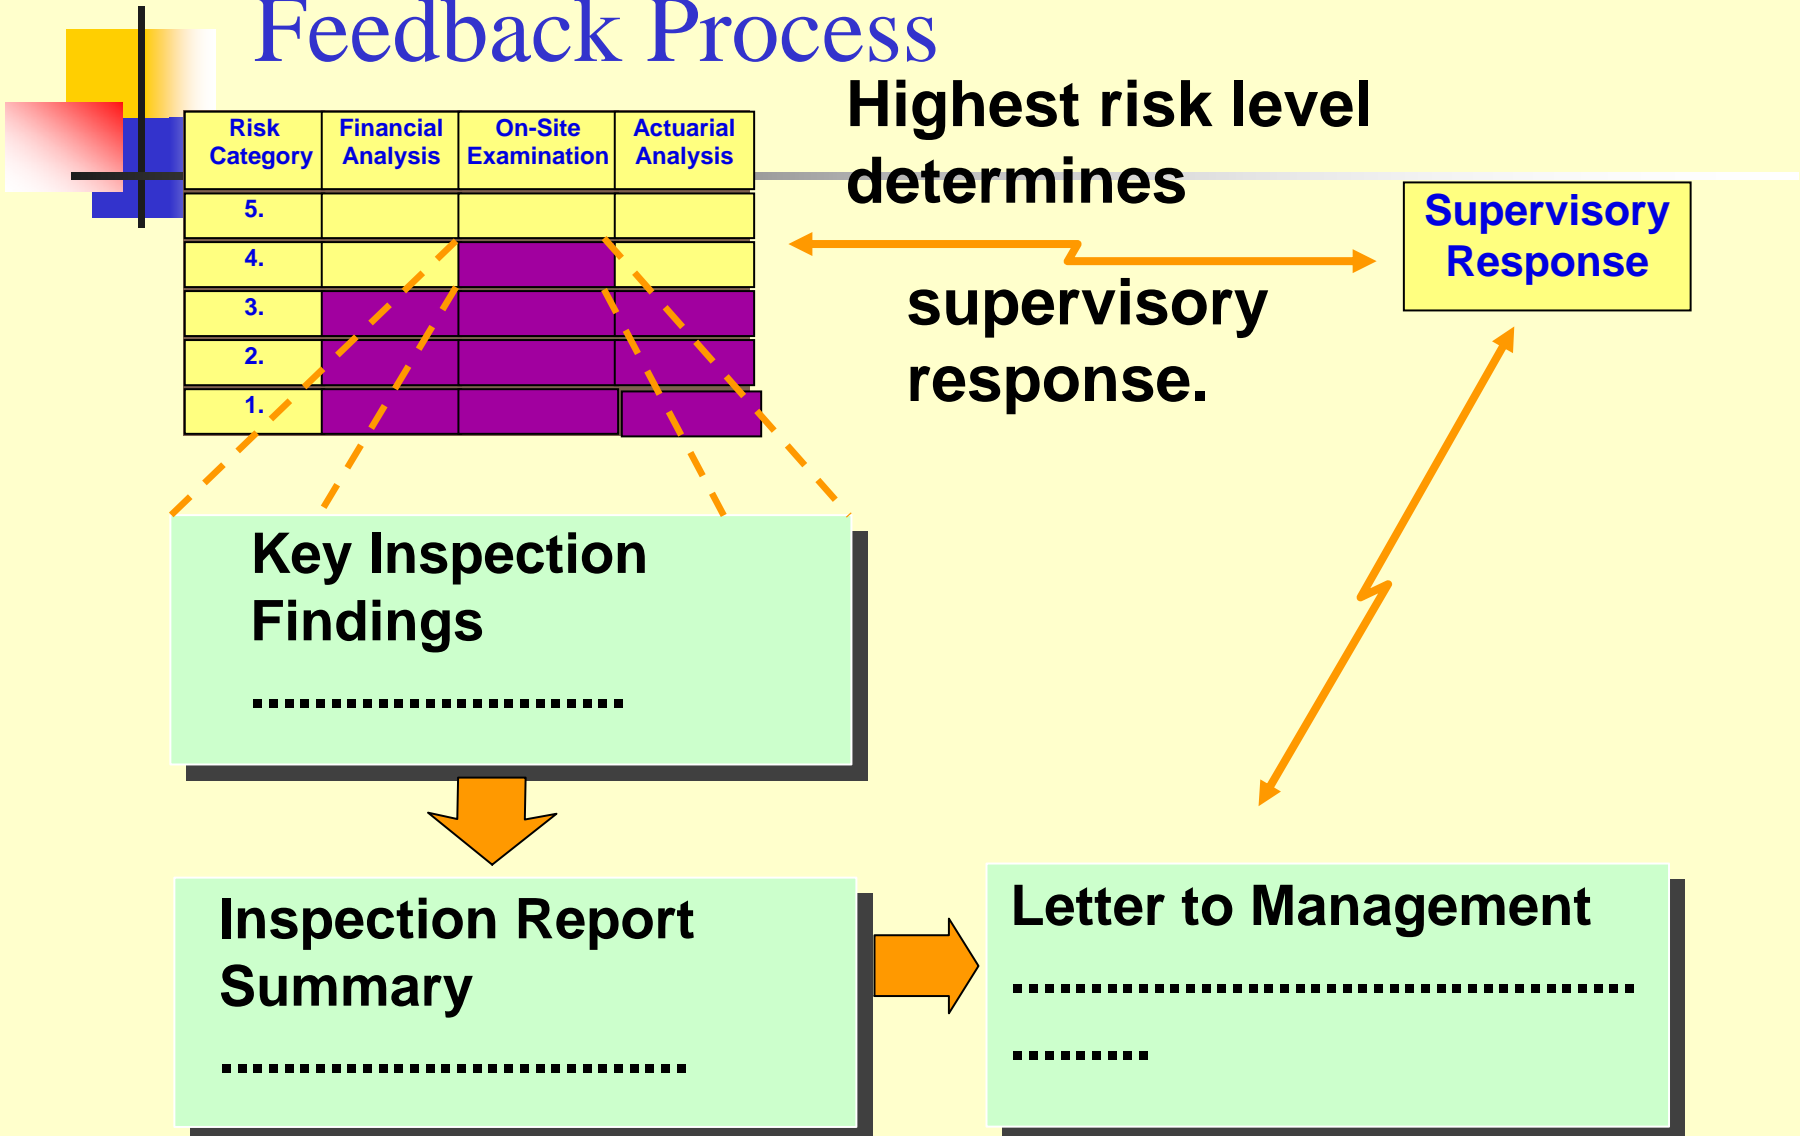 Feedback Process
Risk Category
Financial Analysis
On-Site Examination
Actuarial Analysis
5.
4.
3.
2.
1.
Highest risk level
determines
supervisory
response.
Supervisory
Response
Key Inspection
Findings
........................
Inspection Report
Summary
..............................
Letter to Management
........................................
.........